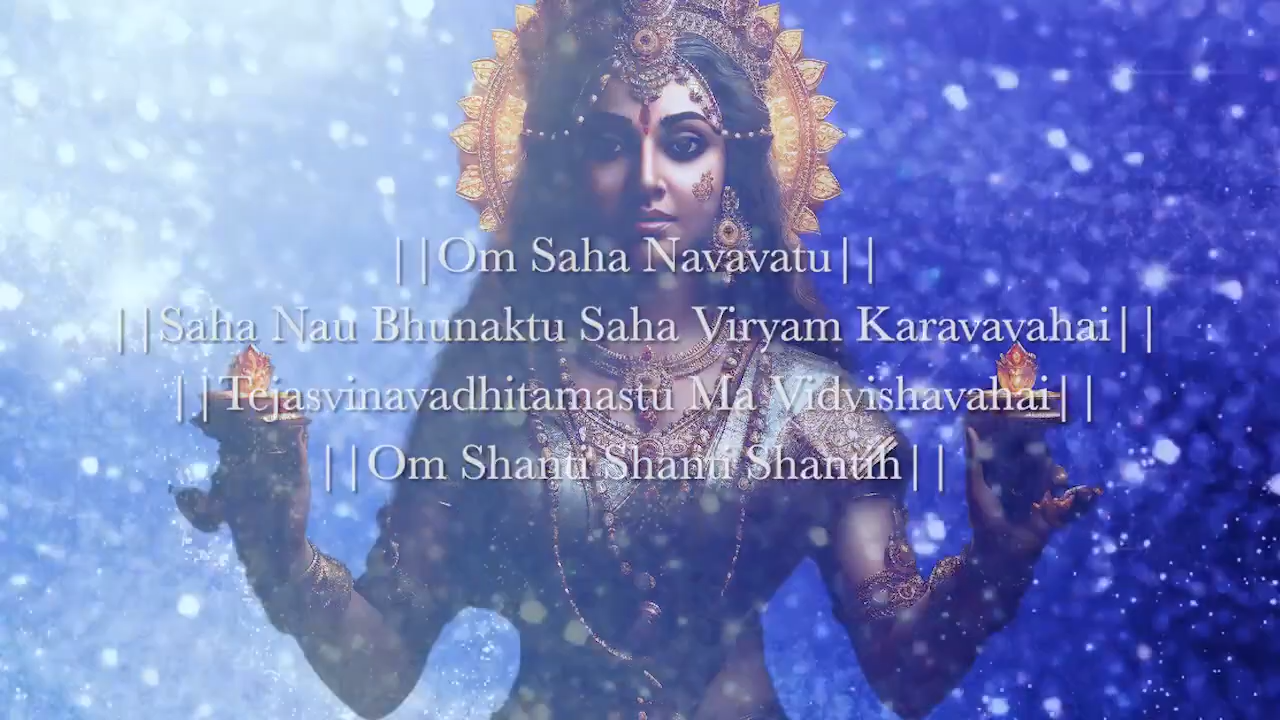 ||Om Saha Navavatu||
||Saha Nau Bhunaktu Saha Viryam Karavavahai||
||Tejasvinavadhitamastu Ma Vidvishavahai||
||Om Shanti Shanti Shantih||